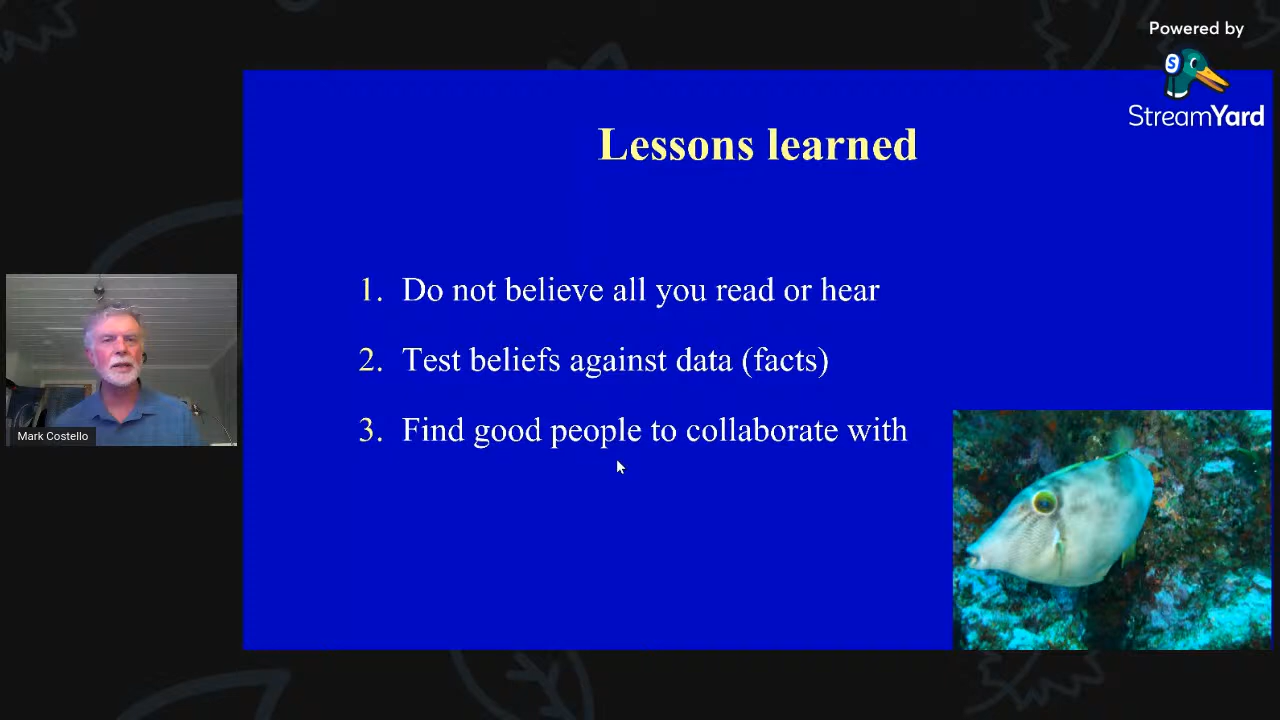 Powered by
StreamYard
Lessons learned
1. Do not believe all you read or hear
2. Test beliefs against data (facts)
3. Find good people to collaborate with
Mark Costello